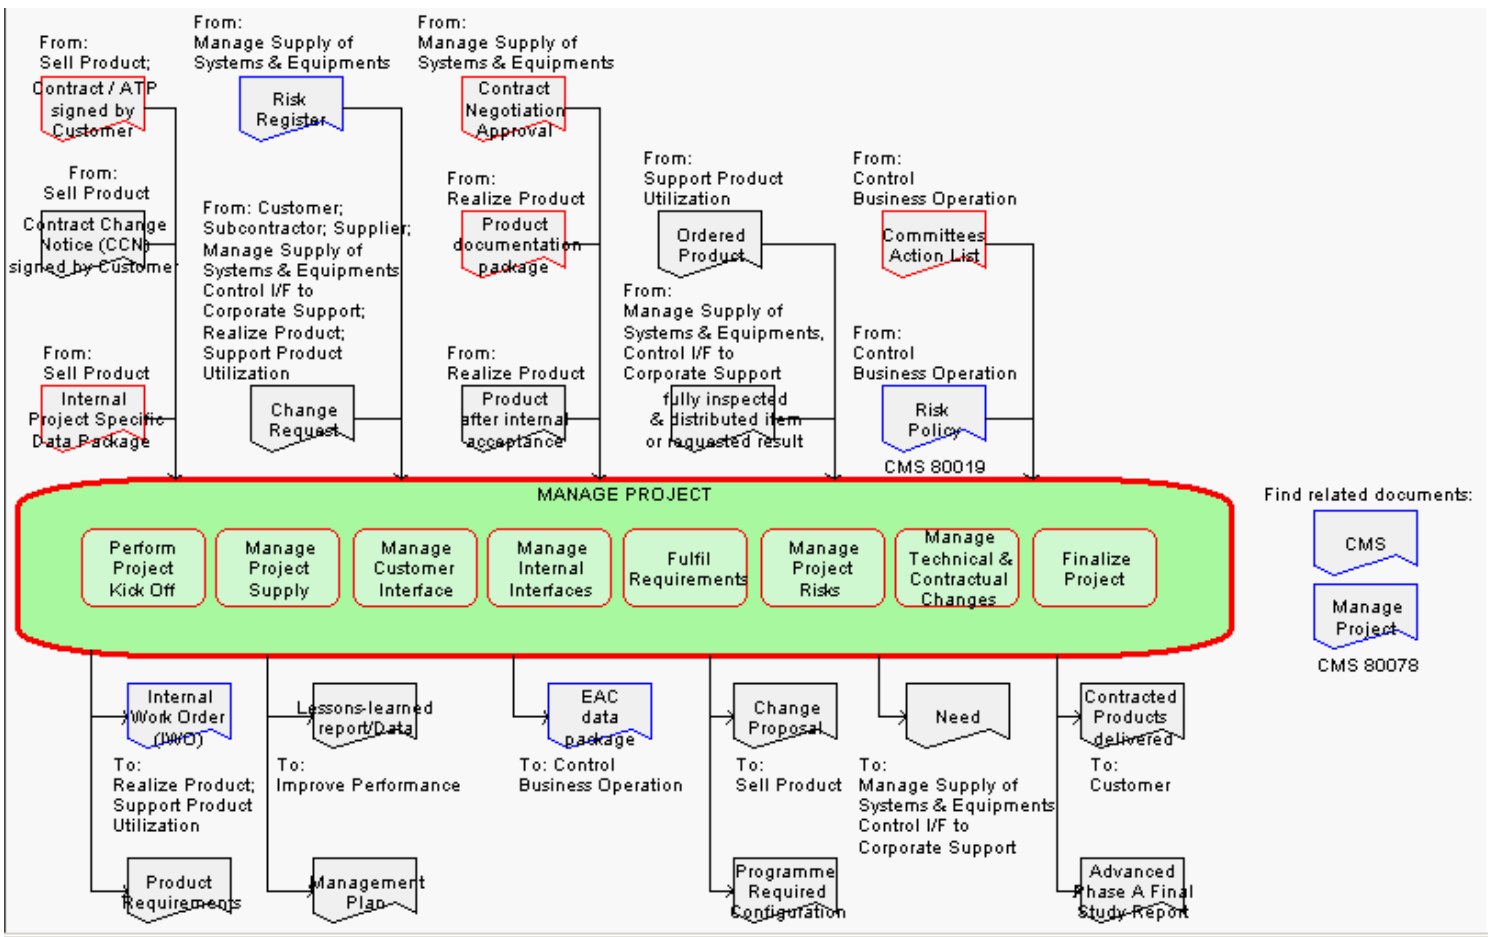 From:
Sell Product;
Contract / ATP
signed by
Customer
From:
Manage Supply of
Systems & Equipments
Risk
Register
From:
Manage Supply of
Systems & Equipments
Contract
Negotiation
Approval
From:
Sell Product
Contract Change
Notice (CCN)
signed by Customer
From: Customer;
Subcontractor; Supplier;
Manage Supply of
Systems & Equipments
Control I/F to
Corporate Support;
Realize Product;
Support Product
Utilization
Change
Request
From:
Realize Product
Product
documentation
package
From:
Support Product
Utilization
Ordered
Product
From:
Control
Business Operation
Committees
Action List
From:
Sell Product
Internal
Project Specific
Data Package
From:
Realize Product
Product
after internal
acceptance
From:
Manage Supply of
Systems & Equipments,
Control I/F to
Corporate Support
fully inspected
& distributed item
or requested result
From:
Control
Business Operation
Risk
Policy
CMS 80019
MANAGE PROJECT
Perform
Project
Kick Off
Manage
Project
Supply
Manage
Customer
Interface
Manage
Internal
Interfaces
Fulfil
Requirements
Manage
Project
Risks
Manage
Technical &
Contractual
Changes
Finalize
Project
Find related documents:
CMS
Manage
Project
CMS 80078
Internal
Work Order
(IWO)
To:
Realize Product;
Support Product
Utilization
Lessons-learned
report/Data
To:
Improve Performance
EAC
data
package
To: Control
Business Operation
Change
Proposal
To:
Sell Product
Need
To:
Manage Supply of
Systems & Equipments
Control I/F to
Corporate Support
Contracted
Products
delivered
To:
Customer
Product
Requirements
Management
Plan
Programme
Required
Configuration
Advanced
Phase A Final
Study Report